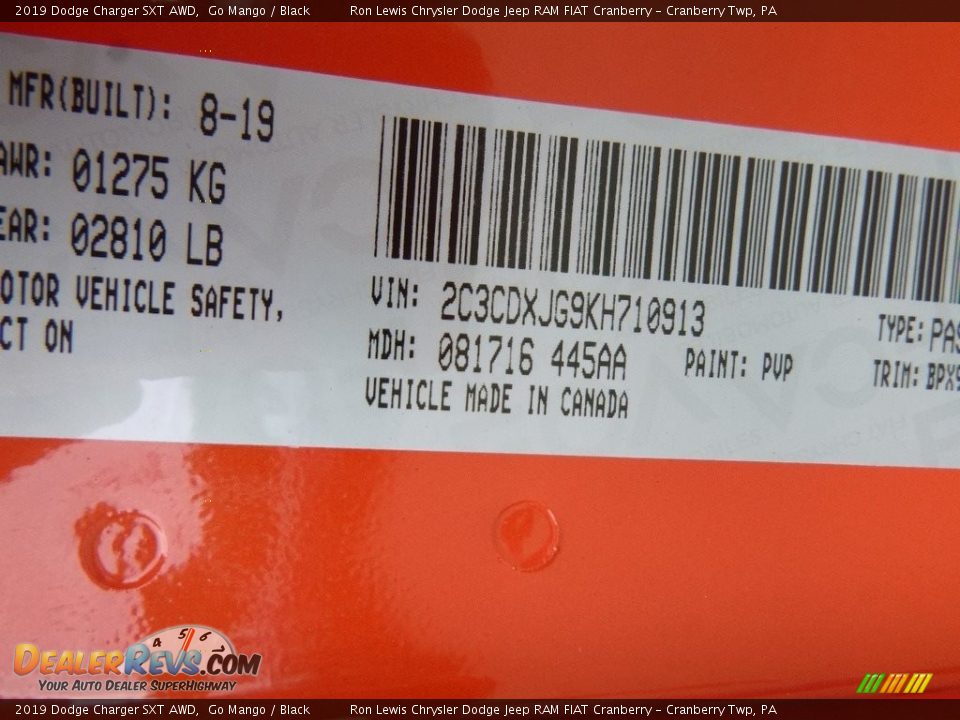 2019 Dodge Charger SXT AWD,  Go Mango / Black Ron Lewis Chrysler Dodge Jeep RAM FIAT Cranberry - Cranberry Twp, PA
MFR(BUILT): 8-19
AWR: 01275 KG
EAR: 02810 LB
OTOR VEHICLE SAFETY,
CT ON
VIN: 2C3CDXJG9KH710913
TYPE: PAS
MDH: 081716 445AA PAINT: PVP
TRIM: BPX9
VEHICLE MADE IN CANADA
4 5 6
DEALERREVS.COM
YOUR AUTO DEALER SUPERHIGHWAY
2019 Dodge Charger SXT AWD,  Go Mango / Black Ron Lewis Chrysler Dodge Jeep RAM FIAT Cranberry - Cranberry Twp, PA